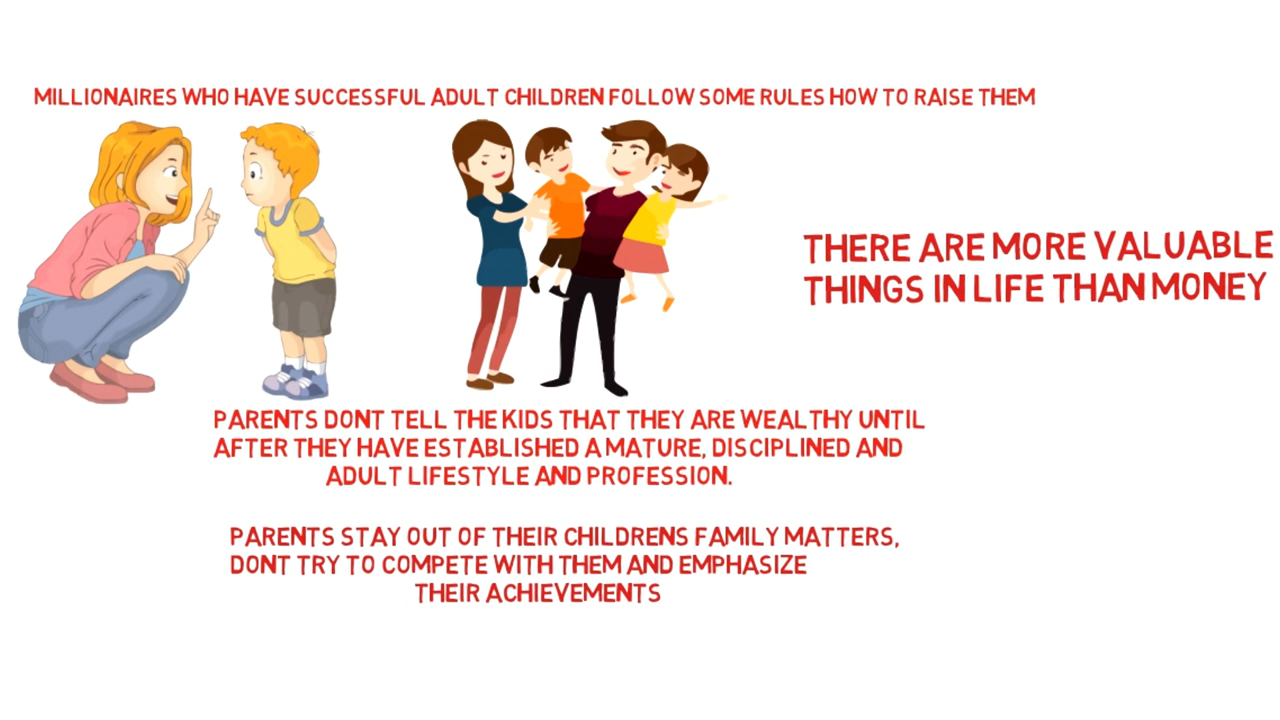 MILLIONAIRES WHO HAVE SUCCESSFUL ADULT CHILDREN FOLLOW SOME RULES HOW TO RAISE THEM
THERE ARE MORE VALUABLE
THINGS IN LIFE THAN MONEY
PARENTS DONT TELL THE KIDS THAT THEY ARE WEALTHY UNTIL
AFTER THEY HAVE ESTABLISHED A MATURE, DISCIPLINED AND
ADULT LIFESTYLE AND PROFESSION.
PARENTS STAY OUT OF THEIR CHILDRENS FAMILY MATTERS,
DONT TRY TO COMPETE WITH THEM AND EMPHASIZE
THEIR ACHIEVEMENTS